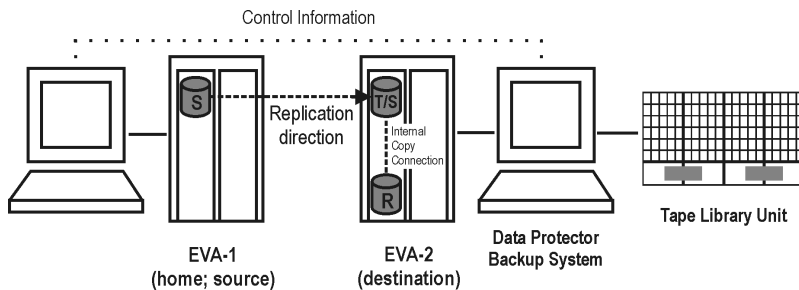 Control Information
S
T/S
Replication
direction
Internal
Copy
Connection
R
EVA-1
(home; source)
EVA-2
(destination)
Data Protector
Backup System
Tape Library Unit